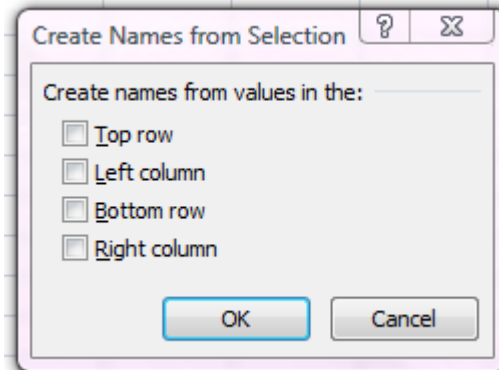 Create Names from Selection
Create names from values in the:
Top row
Left column
Bottom row
Right column
OK Cancel